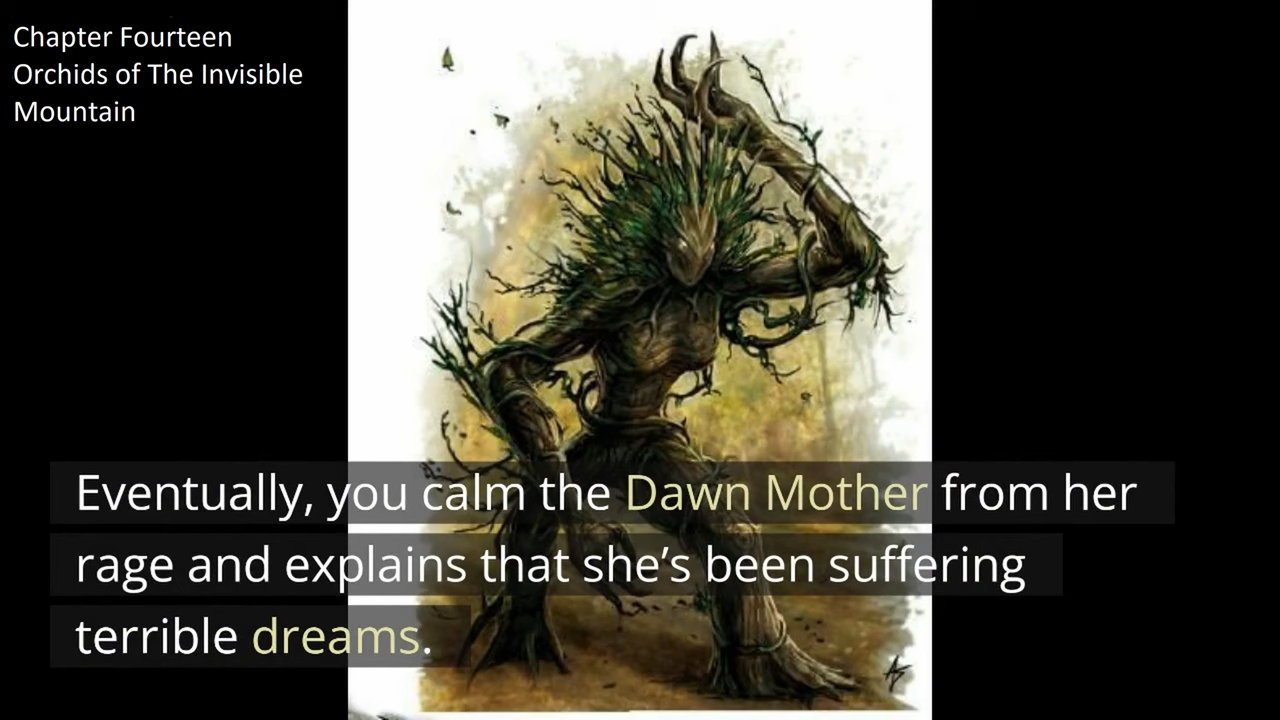 Chapter Fourteen
Orchids of The Invisible
Mountain
Eventually, you calm the Dawn Mother from her
rage and explains that she’s been suffering
terrible dreams.